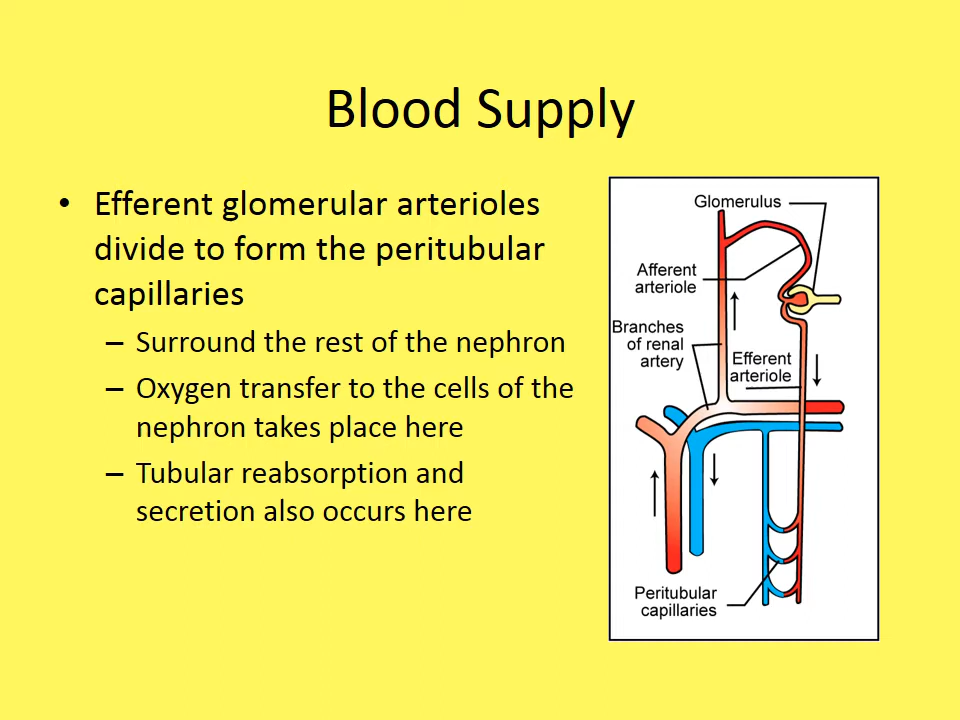 Blood Supply
• Efferent glomerular arterioles
divide to form the peritubular
capillaries
– Surround the rest of the nephron
– Oxygen transfer to the cells of the
nephron takes place here
– Tubular reabsorption and
secretion also occurs here
Glomerulus
Afferent
arteriole
Branches
of renal
artery
Efferent
arteriole
Peritubular
capillaries